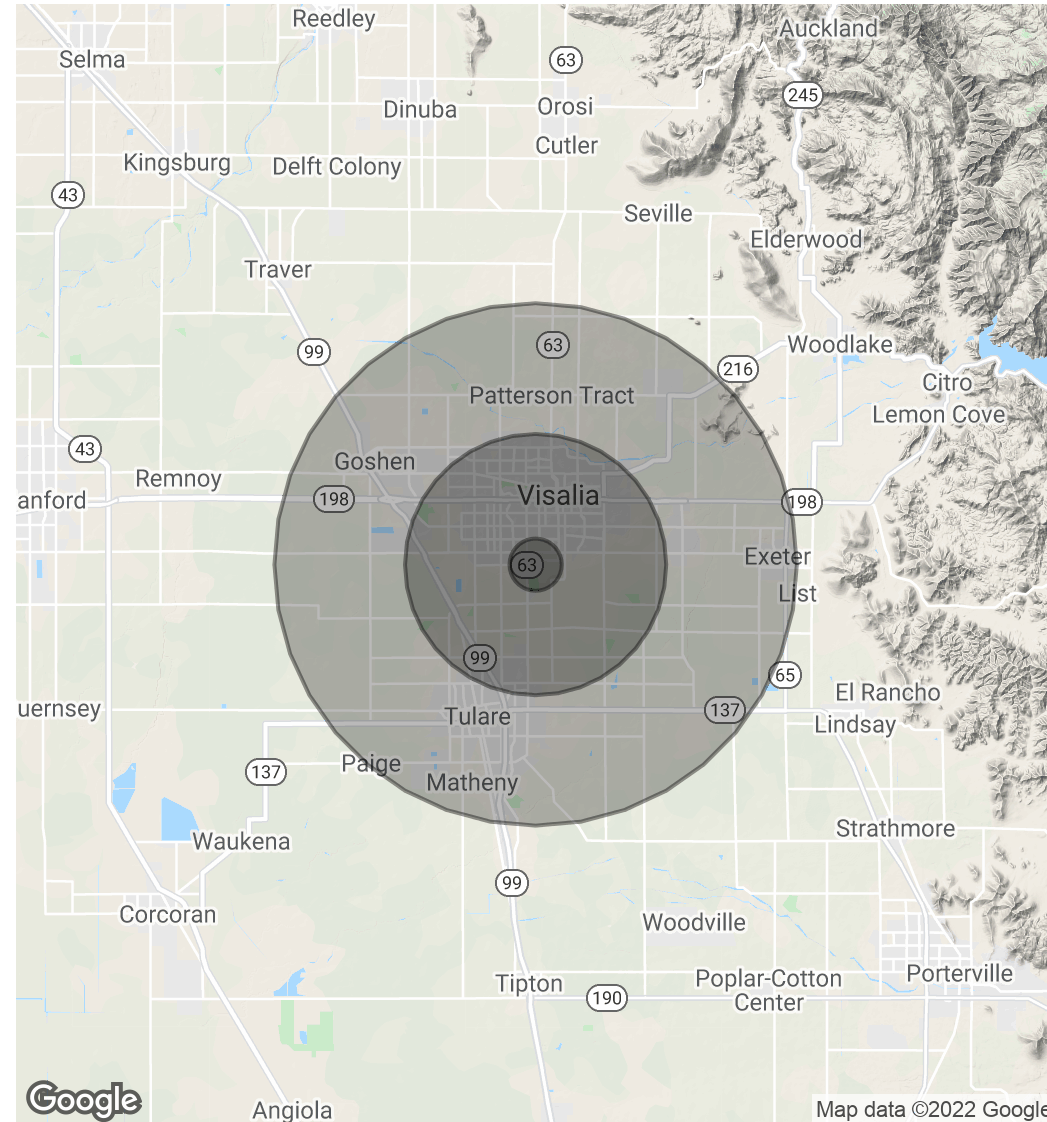 Reedley
Auckland
Selma
63
245
Dinuba
Orosi
Cutler
Kingsburg
Delft Colony
43
Seville
Elderwood
Traver
99
63
Woodlake
216
Citro
Patterson Tract
Lemon Cove
43
Goshen
Remnoy
anford
198
Visalia
198
63
Exeter
List
99
65
El Rancho
uernsey
Tulare
137
Lindsay
Paige
137
Matheny
Strathmore
Waukena
99
Corcoran
Woodville
Tipton
Poplar-Cotton
Center
Porterville
190
Google
Angiola
Map data ©2022 Google